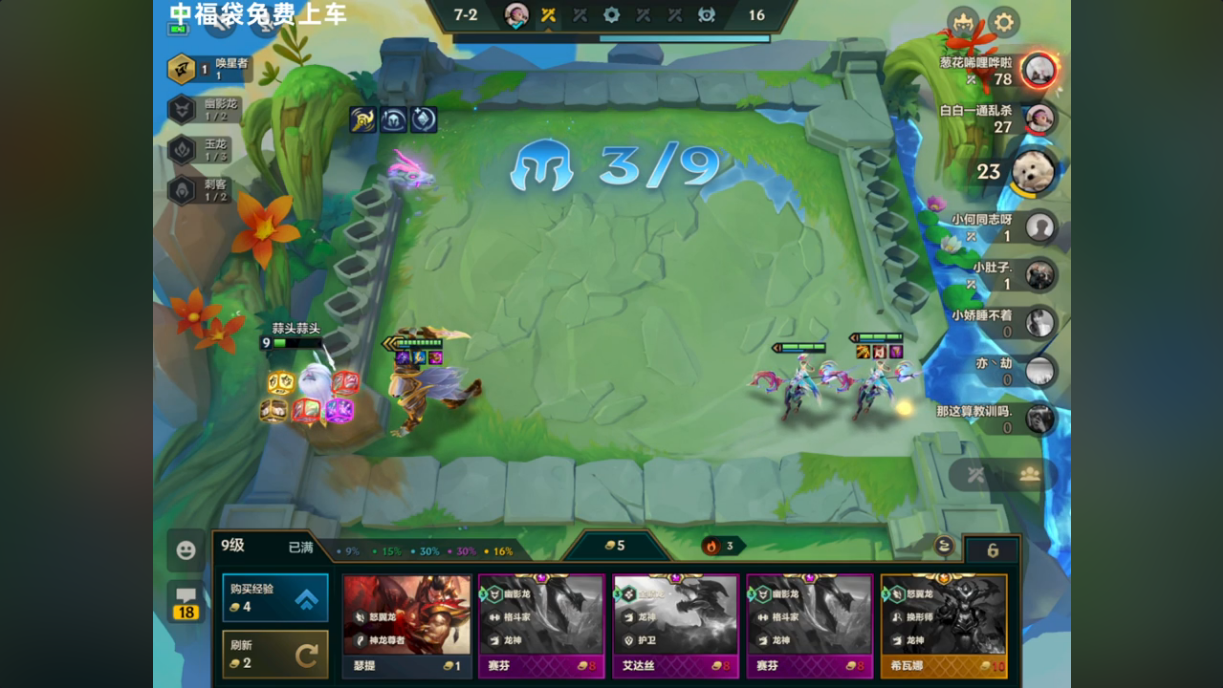 中福袋免费上车
7-2
16
唤星者
1
1
幽影龙
1/2
玉龙
1/3
刺客
1/2
3/9
葱花唏哩哗啦
78
白白一通乱杀
27
23
小何同志呀
1
小肚子.
1
小娇睡不着
0
亦丶劫
0
那这算教训吗.
0
蒜头蒜头
9
9级
已满
9%
15%
30%
30%
16%
5
3
6
18
购买经验
4
刷新
2
怒翼龙
神龙尊者
瑟提
1
3
幽影龙
格斗家
龙神
赛芬
8
3
龙神
护卫
艾达丝
8
3
幽影龙
格斗家
龙神
赛芬
8
3
怒翼龙
换形师
龙神
希瓦娜
10